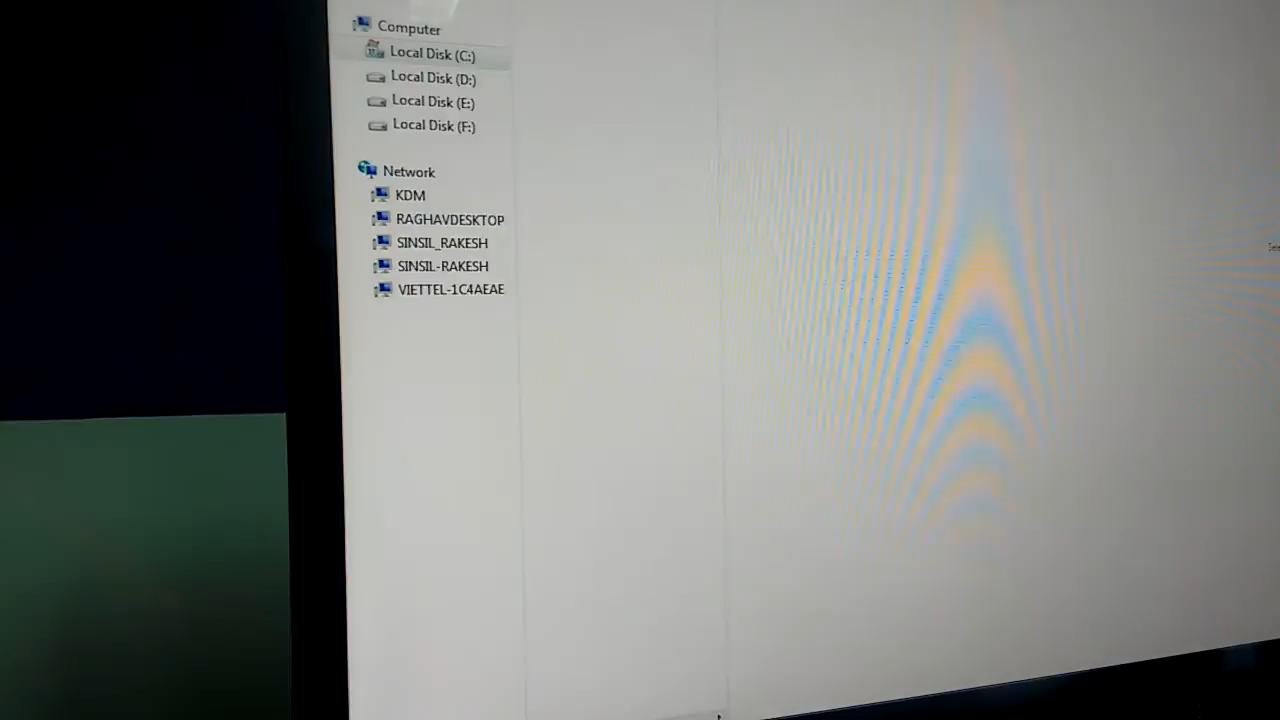 Computer
Local Disk (C:)
Local Disk (D:)
Local Disk (E:)
Local Disk (F:)
Network
KDM
RAGHAVDESKTOP
SINSIL_RAKESH
SINSIL-RAKESH
VIETTEL-1C4AEAE